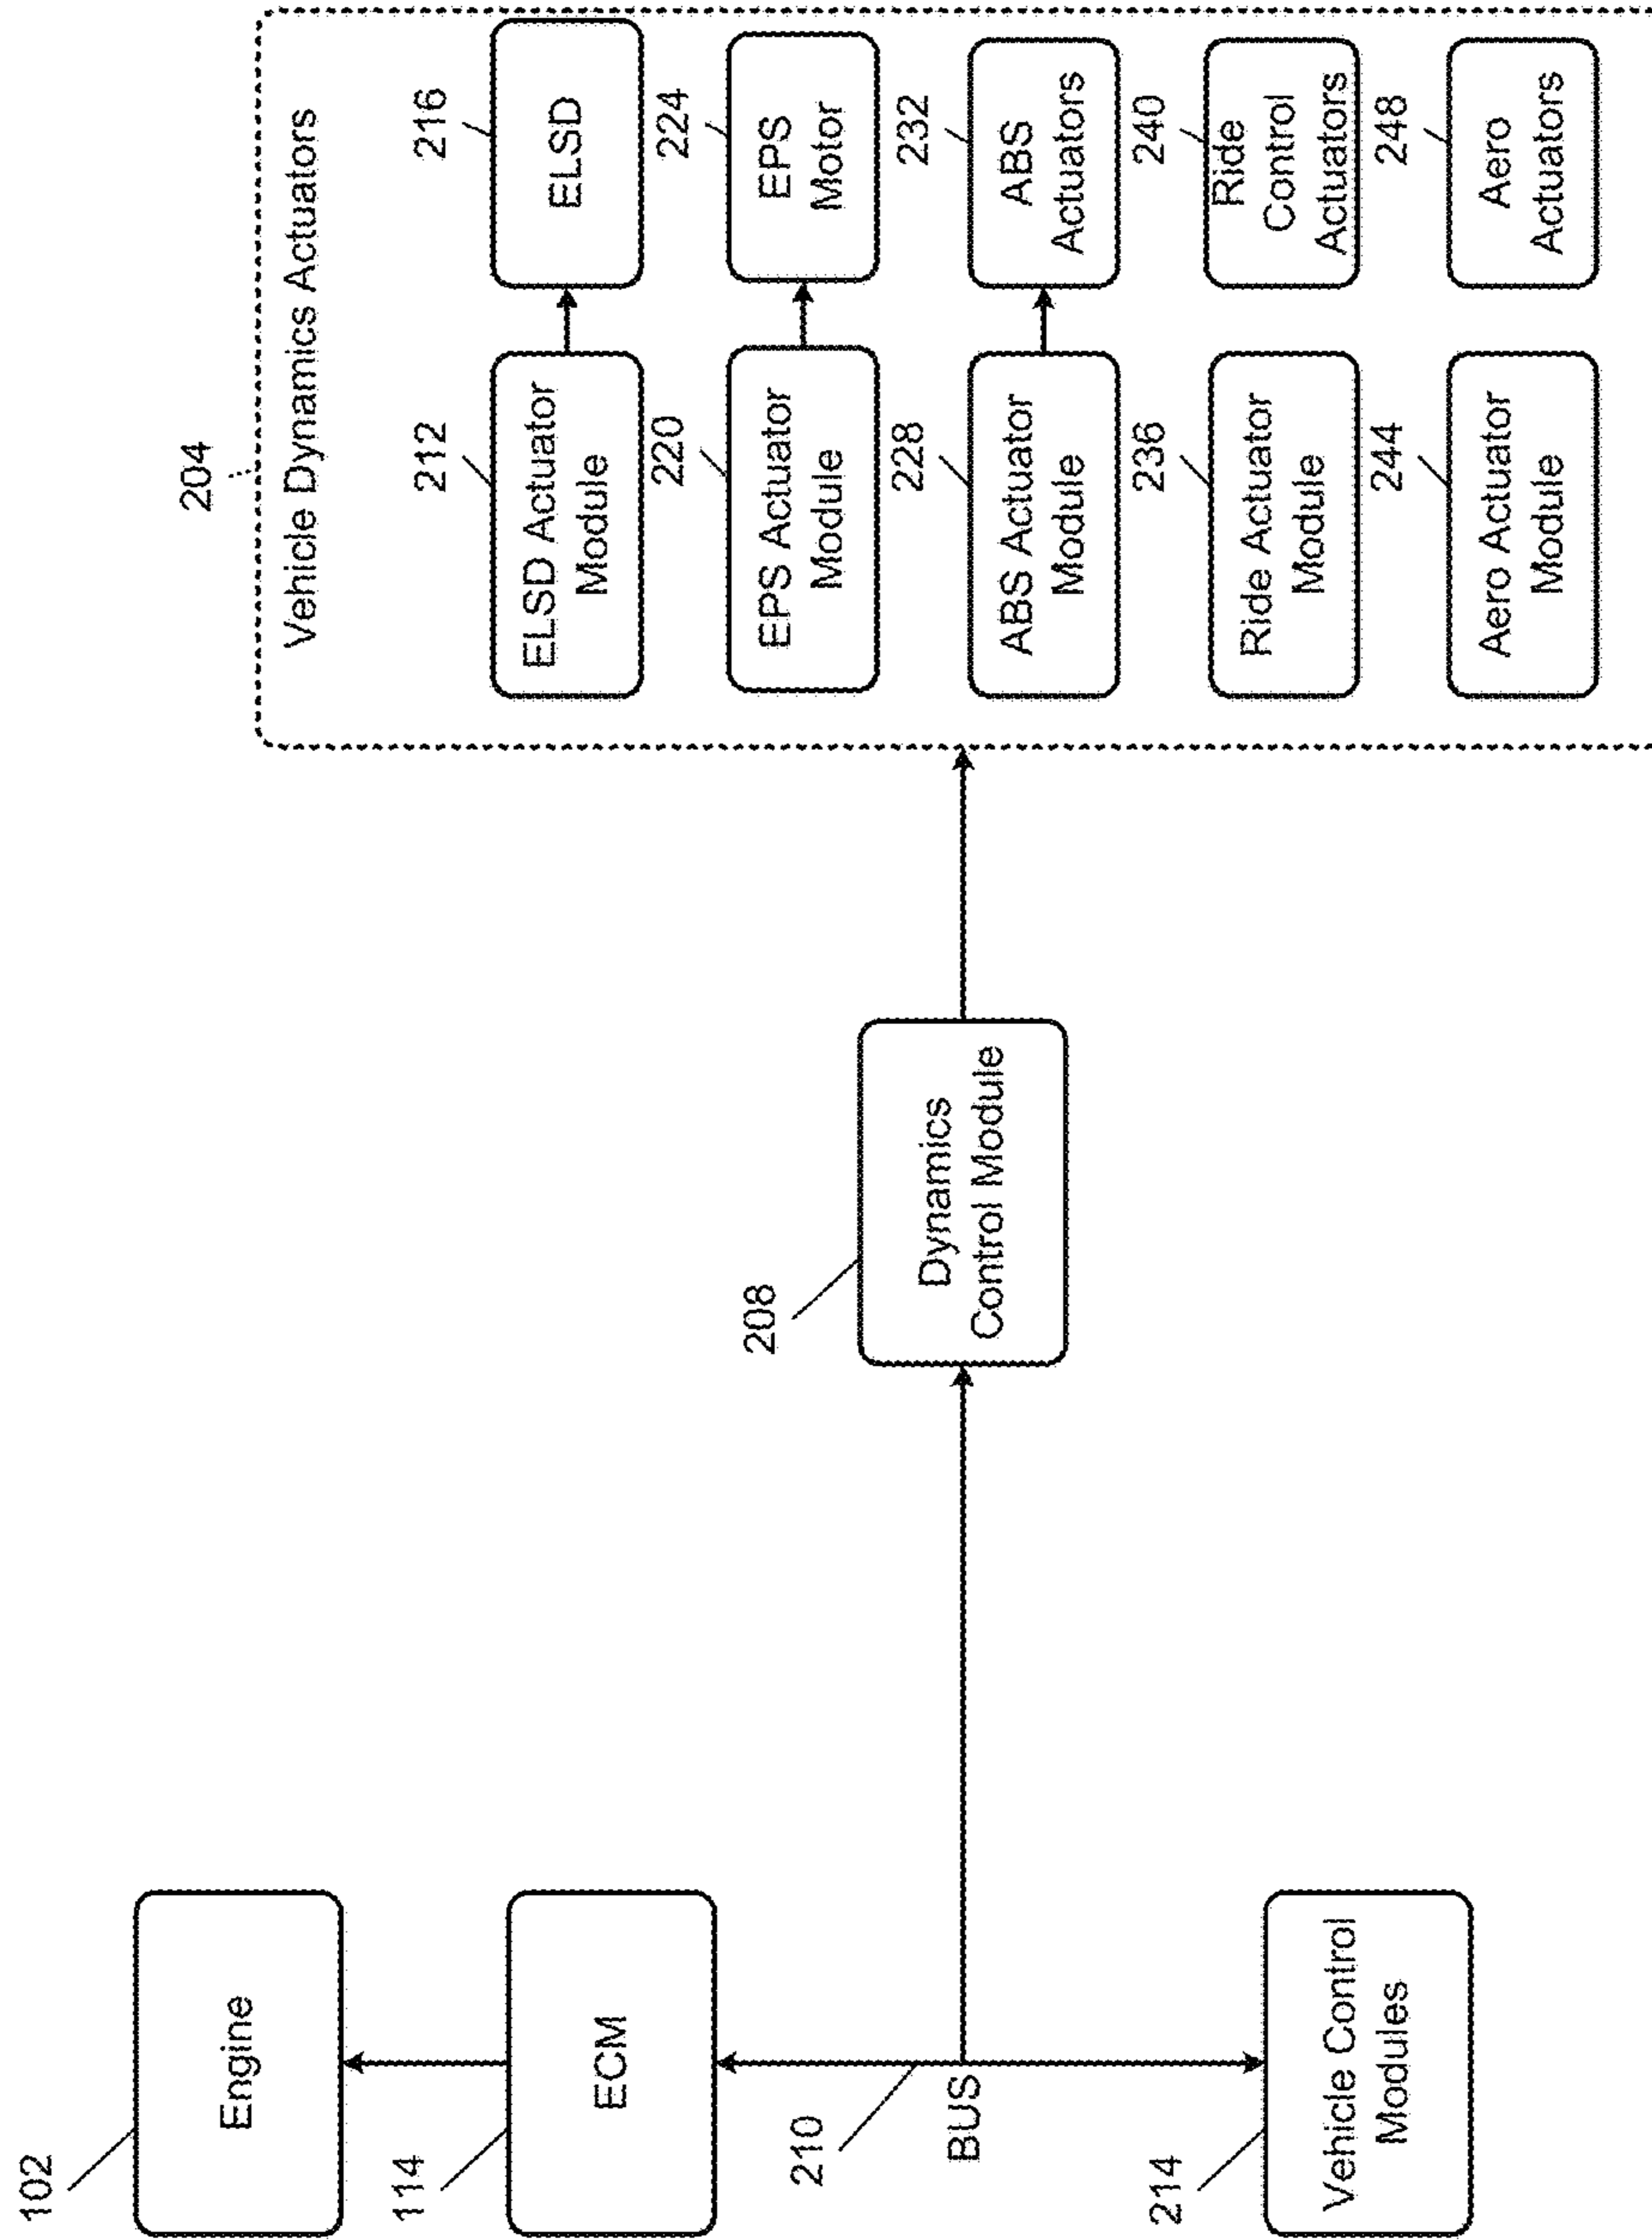 102
Engine
114
ECM
210
BUS
214
Vehicle Control
Modules
208
Dynamics
Control Module
204
Vehicle Dynamics Actuators
212
ELSD Actuator
Module
216
ELSD
220
EPS Actuator
Module
224
EPS
Motor
228
ABS Actuator
Module
232
ABS
Actuators
236
Ride Actuator
Module
240
Ride
Control
Actuators
244
Aero Actuator
Module
248
Aero
Actuators